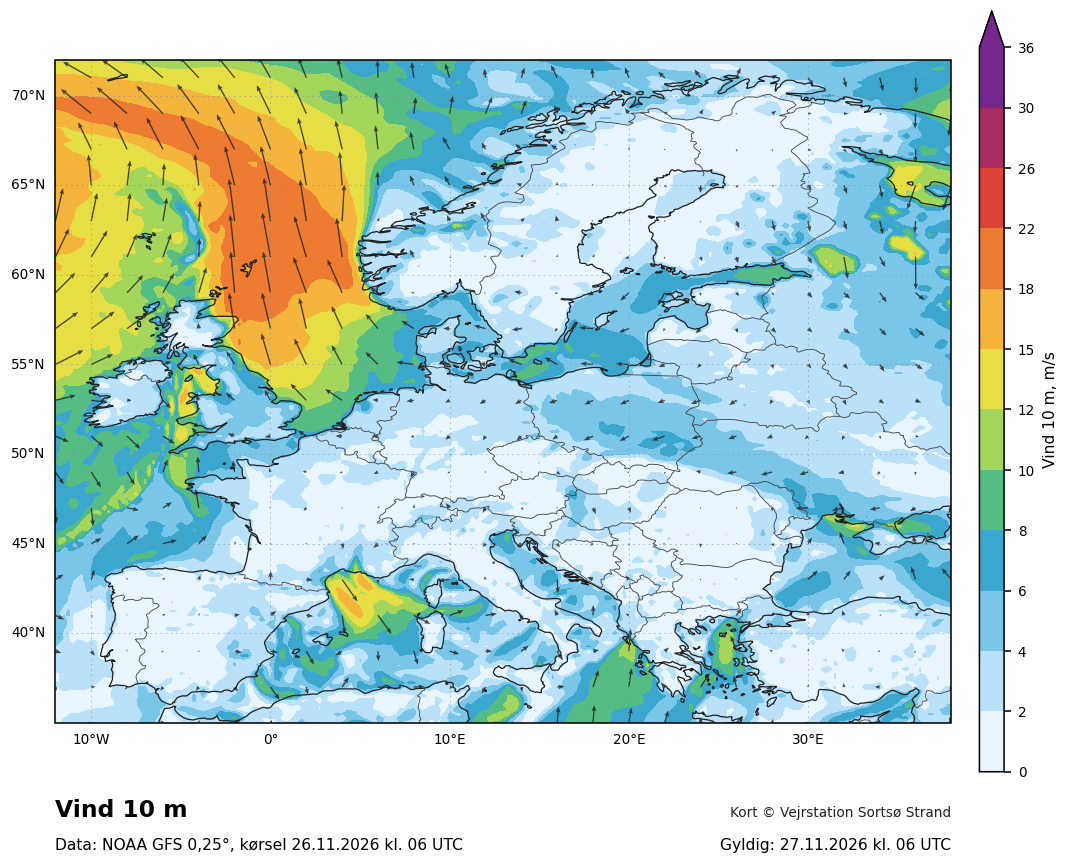 36
30
26
22
18
15
12
10
8
6
4
2
0
Vind 10 m, m/s
70°N
65°N
60°N
55°N
50°N
45°N
40°N
10°W
0°
10°E
20°E
30°E
Vind 10 m
Kort © Vejrstation Sortsø Strand
Data: NOAA GFS 0,25°, kørsel 26.11.2026 kl. 06 UTC
Gyldig: 27.11.2026 kl. 06 UTC